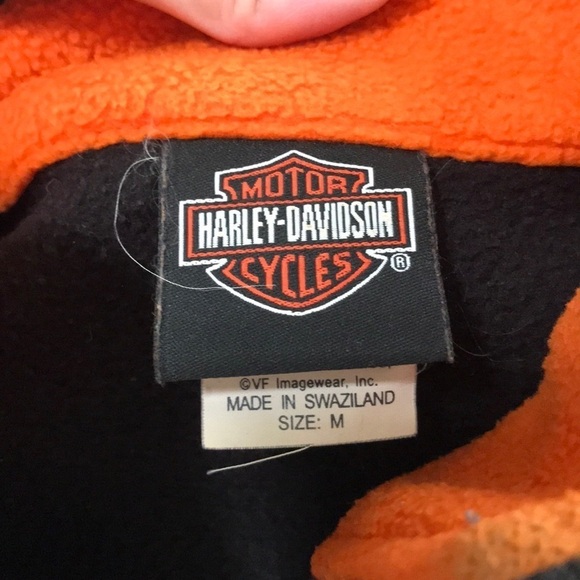 MOTOR
HARLEY-DAVIDSON
CYCLES
®
©VF Imagewear, Inc.
MADE IN SWAZILAND
SIZE: M